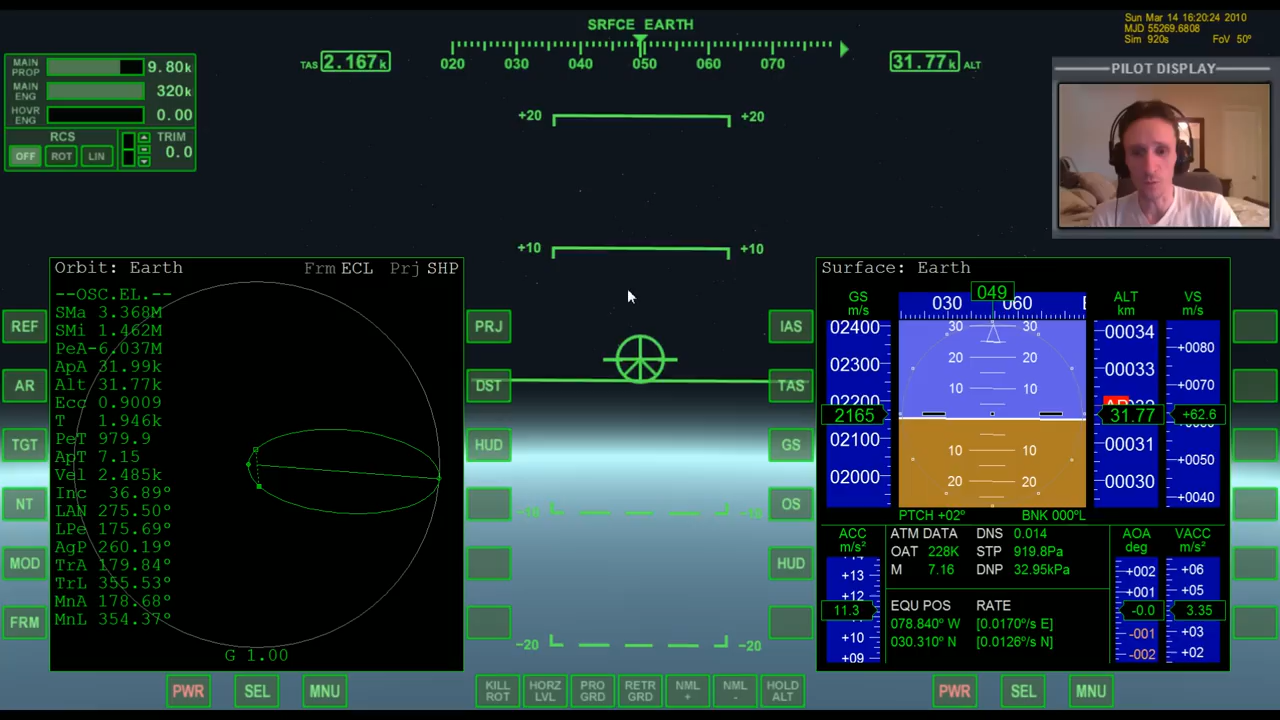 SRFCE EARTH
Sun Mar 14 16:20:24 2010
MJD 55269.6808
Sim 920s FoV 50°
MAIN PROP 9.80k
MAIN ENG 320k
HOVR ENG 0.00
RCS TRIM
OFF ROT LIN 0.0
TAS 2.167k
020 030 040 050 060 070
31.77k ALT
PILOT DISPLAY
+20 +20
+10 +10
-10 -10
-20 -20
Orbit: Earth Frm ECL Prj SHP
--OSC.EL.--
SMa 3.368M
SMi 1.462M
PeA-6.037M
ApA 31.99k
Alt 31.77k
Ecc 0.9009
T 1.946k
PeT 979.9
ApT 7.15
Vel 2.485k
Inc 36.89°
LAN 275.50°
LPe 175.69°
AgP 260.19°
TrA 179.84°
TrL 355.53°
MnA 178.68°
MnL 354.37°
G 1.00
REF
AR
TGT
NT
MOD
FRM
PRJ
DST
HUD
PWR SEL MNU
KILL ROT
HORZ LVL
PRO GRD
RETR GRD
NML +
NML -
HOLD ALT
IAS
TAS
GS
OS
HUD
Surface: Earth
GS m/s
049
030 060
ALT km
VS m/s
02400
02300
02200
2165
02100
02000
30 30
20 20
10 10
10 10
20 20
00034
00033
31.77
00031
00030
+0080
+0070
+62.6
+0050
+0040
PTCH +02° BNK 000°L
ACC m/s²
+13
+12
11.3
+10
+09
ATM DATA DNS 0.014
OAT 228K STP 919.8Pa
M 7.16 DNP 32.95kPa
EQU POS RATE
078.840° W [0.0170°/s E]
030.310° N [0.0126°/s N]
AOA deg
+002
+001
-0.0
-001
-002
VACC m/s²
+06
+05
3.35
+03
+02
PWR SEL MNU